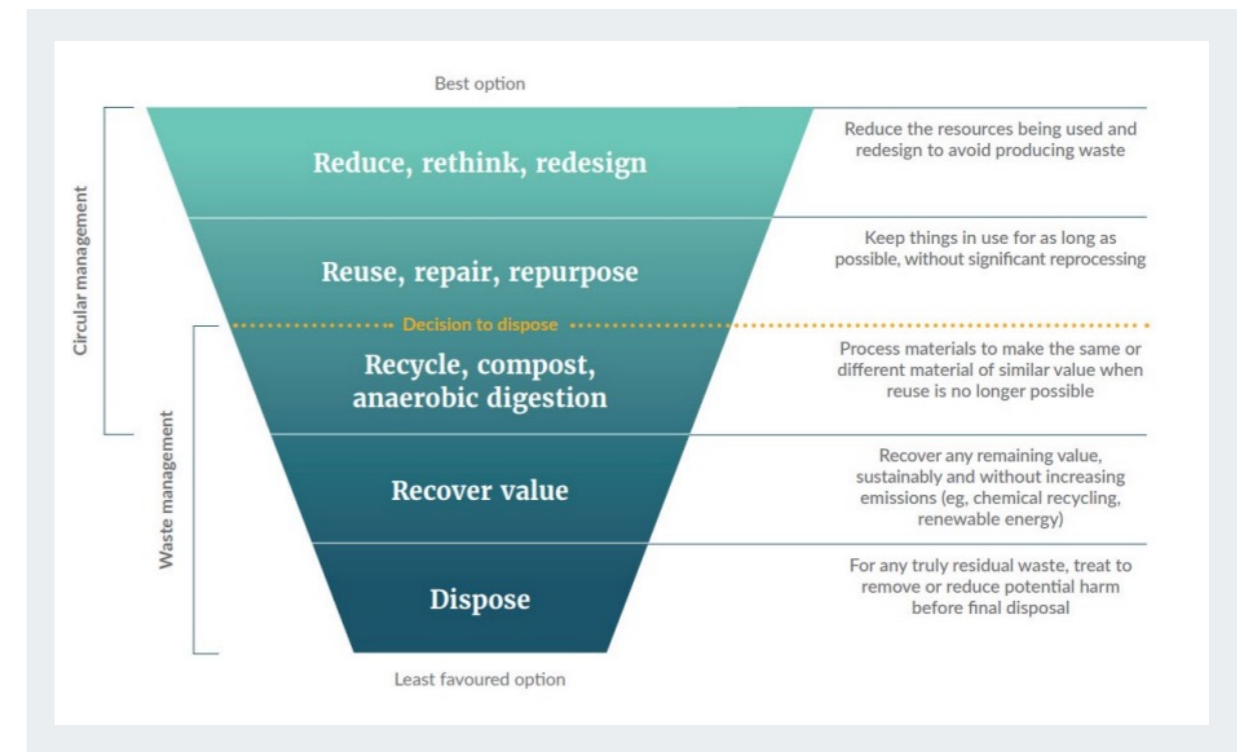 Best option
Circular management
Reduce, rethink, redesign
Reduce the resources being used and
redesign to avoid producing waste
Reuse, repair, repurpose
Keep things in use for as long as
possible, without significant reprocessing
Decision to dispose
Waste management
Recycle, compost,
anaerobic digestion
Process materials to make the same or
different material of similar value when
reuse is no longer possible
Recover value
Recover any remaining value,
sustainably and without increasing
emissions (eg, chemical recycling,
renewable energy)
Dispose
For any truly residual waste, treat to
remove or reduce potential harm
before final disposal
Least favoured option